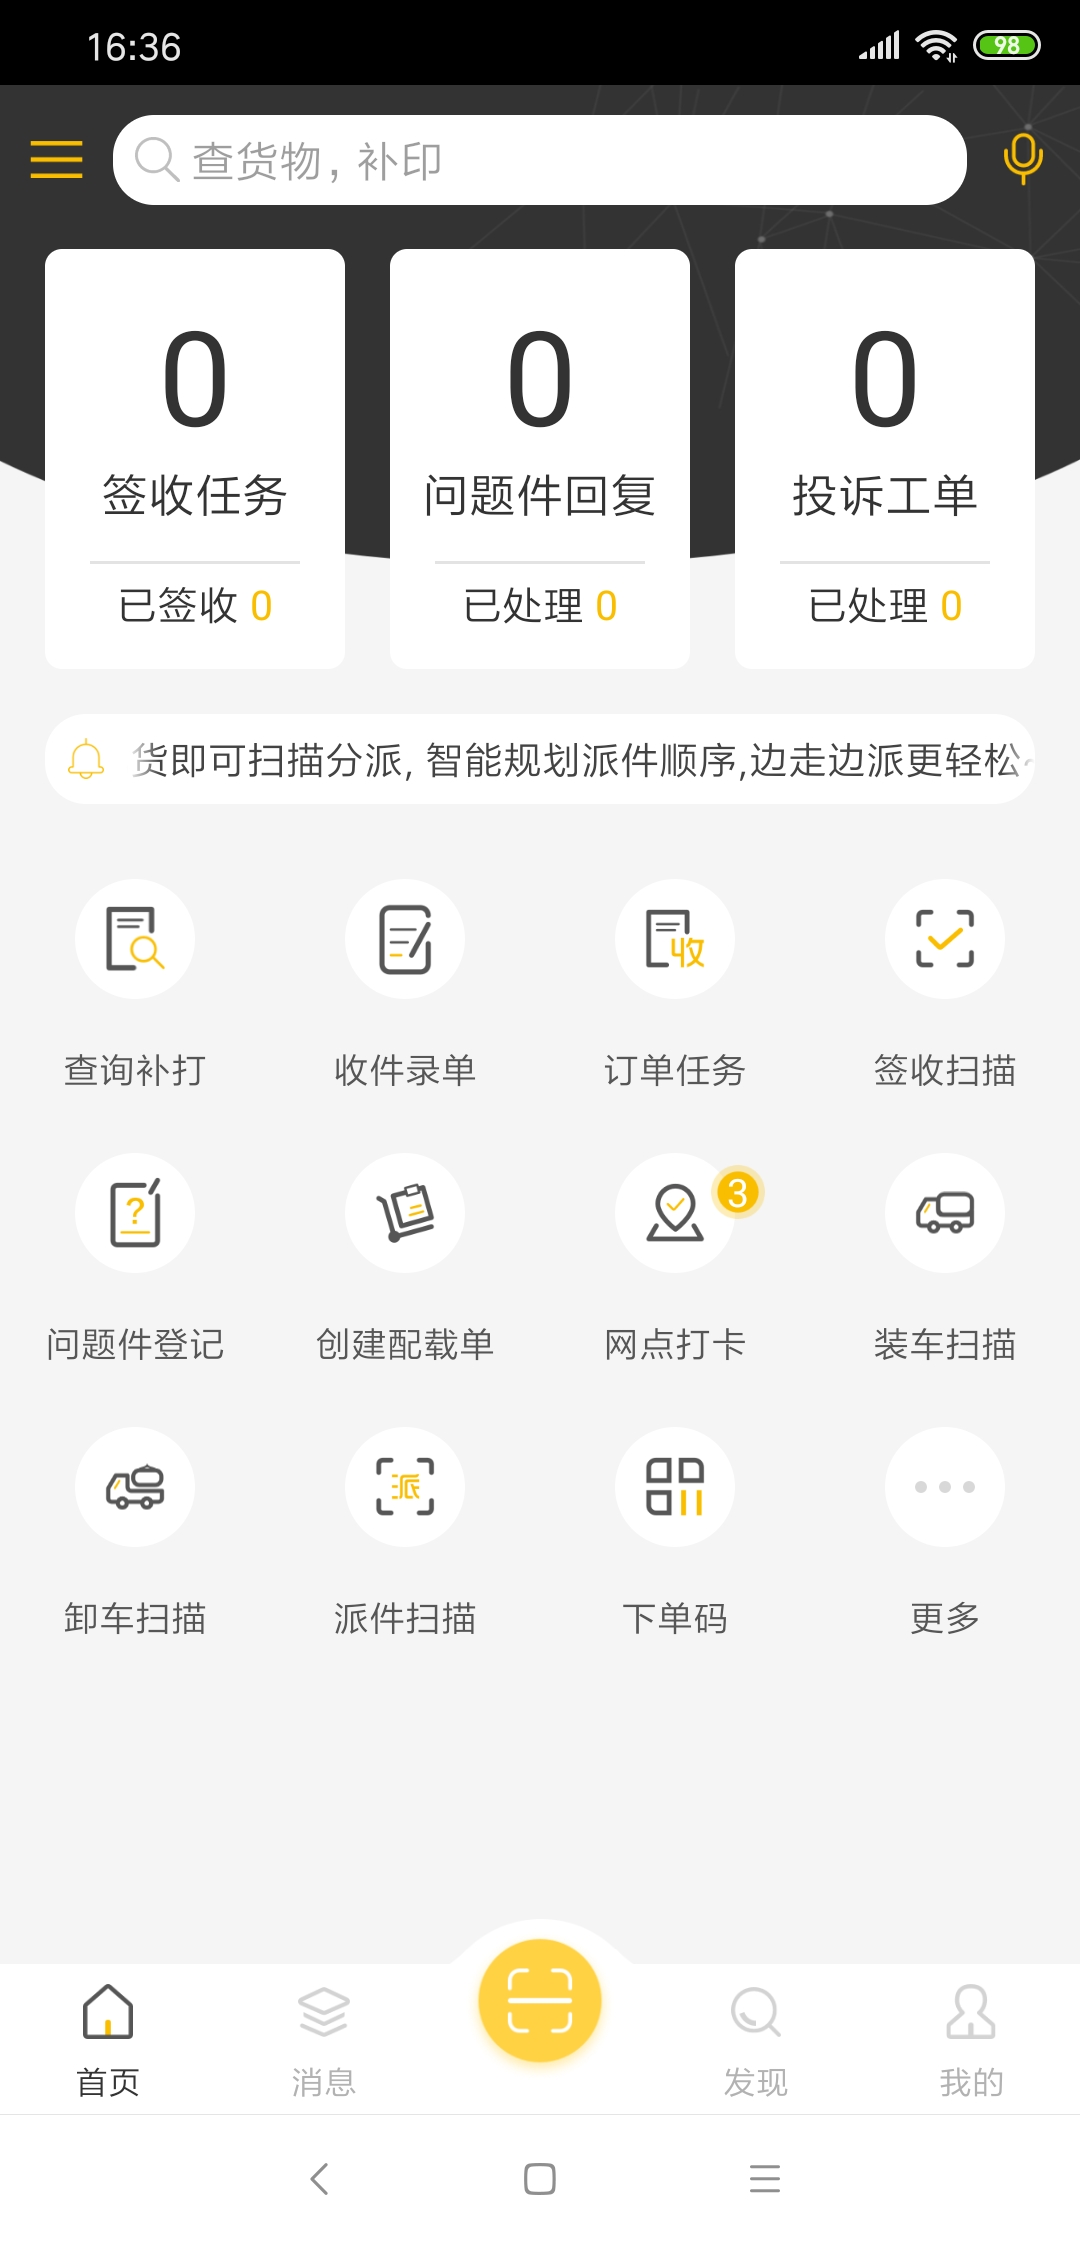 16:36
98
查货物，补印
0
0
0
签收任务
问题件回复
投诉工单
已签收 0
已处理 0
已处理 0
货即可扫描分派, 智能规划派件顺序,边走边派更轻松
收
查询补打
收件录单
订单任务
签收扫描
?
3
问题件登记
创建配载单
网点打卡
装车扫描
派
卸车扫描
派件扫描
下单码
更多
首页
消息
发现
我的